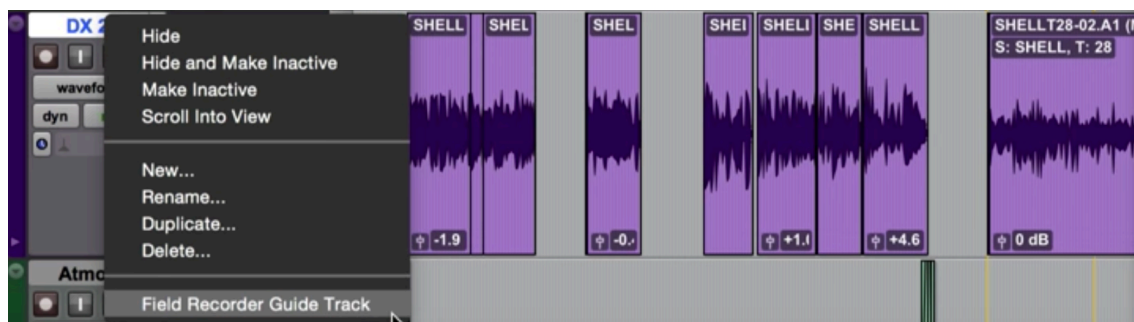 DX 2
SHELL
SHEL
SHEL
SHEI
SHELI
SHE
SHELL
SHELLT28-02.A1
S: SHELL, T: 28
I
wavefo
dyn
-1.9
-0.
+1.
+4.6
0 dB
Hide
Hide and Make Inactive
Make Inactive
Scroll Into View
New...
Rename...
Duplicate...
Delete...
Field Recorder Guide Track
Atmo
I